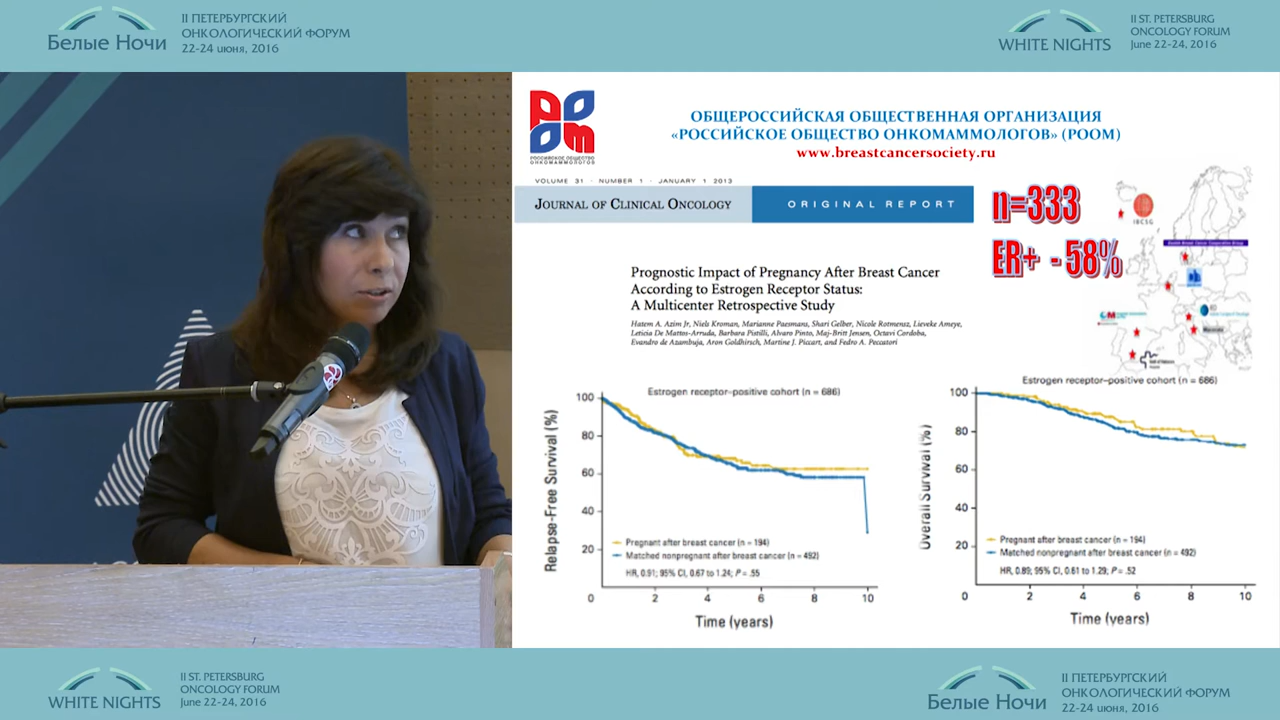 II ПЕТЕРБУРГСКИЙ
ОНКОЛОГИЧЕСКИЙ ФОРУМ
22-24 июня, 2016
Белые Ночи
WHITE NIGHTS
II ST. PETERSBURG
ONCOLOGY FORUM
June 22-24, 2016
РООМ
РОССИЙСКОЕ ОБЩЕСТВО
ОНКОМАММОЛОГОВ
ОБЩЕРОССИЙСКАЯ ОБЩЕСТВЕННАЯ ОРГАНИЗАЦИЯ
«РОССИЙСКОЕ ОБЩЕСТВО ОНКОМАММОЛОГОВ» (РООМ)
www.breastcancersociety.ru
VOLUME 31 · NUMBER 1 · JANUARY 1 2013
JOURNAL OF CLINICAL ONCOLOGY
ORIGINAL REPORT
n=333
ER+ - 58%
IBCSG
Prognostic Impact of Pregnancy After Breast Cancer
According to Estrogen Receptor Status:
A Multicenter Retrospective Study
Hatem A. Azim Jr, Niels Kroman, Marianne Paesmans, Shari Gelber, Nicole Rotmensz, Lieveke Ameye,
Leticia De Mattos-Arruda, Barbara Pistilli, Alvaro Pinto, Maj-Britt Jensen, Octavi Cordoba,
Evandro de Azambuja, Aron Goldhirsch, Martine J. Piccart, and Fedro A. Peccatori
Estrogen receptor–positive cohort (n = 686)
Relapse-Free Survival (%)
100
80
60
40
20
Pregnant after breast cancer (n = 194)
Matched nonpregnant after breast cancer (n = 492)
HR, 0.91; 95% CI, 0.67 to 1.24; P = .55
0 2 4 6 8 10
Time (years)
Estrogen receptor–positive cohort (n = 686)
Overall Survival (%)
100
80
60
40
20
Pregnant after breast cancer (n = 194)
Matched nonpregnant after breast cancer (n = 492)
HR, 0.89; 95% CI, 0.61 to 1.29; P = .52
0 2 4 6 8 10
Time (years)
WHITE NIGHTS
II ST. PETERSBURG
ONCOLOGY FORUM
June 22-24, 2016
Белые Ночи
II ПЕТЕРБУРГСКИЙ
ОНКОЛОГИЧЕСКИЙ ФОРУМ
22-24 июня, 2016